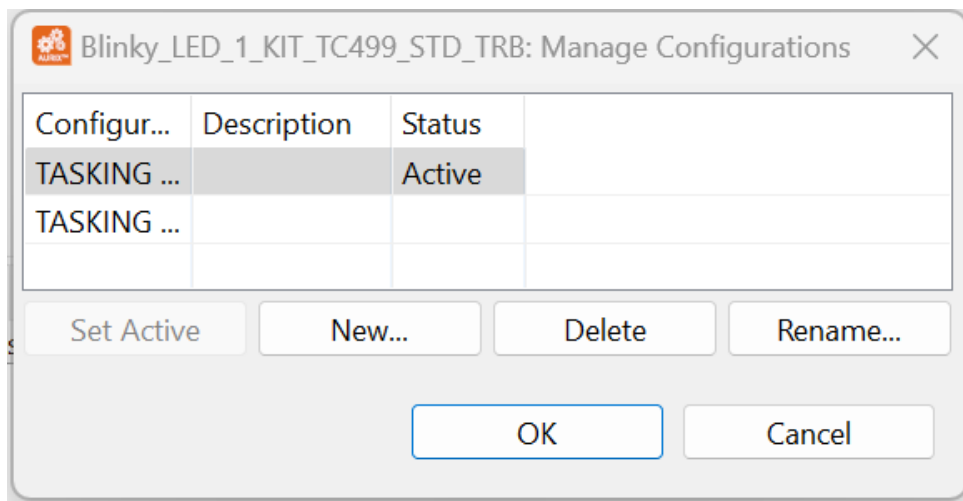 Blinky_LED_1_KIT_TC499_STD_TRB: Manage Configurations
Configur... Description Status
TASKING ... Active
TASKING ...
Set Active New... Delete Rename...
OK Cancel